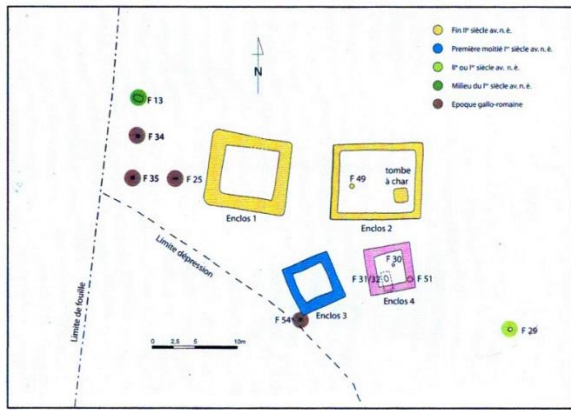 Fin IIᵉ siècle av. n. è.
Première moitié Iᵉʳ siècle av. n. è.
IIᵉ ou Iᵉʳ siècle av. n. è.
Milieu du Iᵉʳ siècle av. n. è.
Epoque gallo-romaine
N
F 13
F 34
F 35
F 25
Enclos 1
F 49
tombe
à char
Enclos 2
Limite dépression
Limite de fouille
F 30
F 31/32
F 51
Enclos 3
Enclos 4
F 54
F 29
0 2,5 5 10m